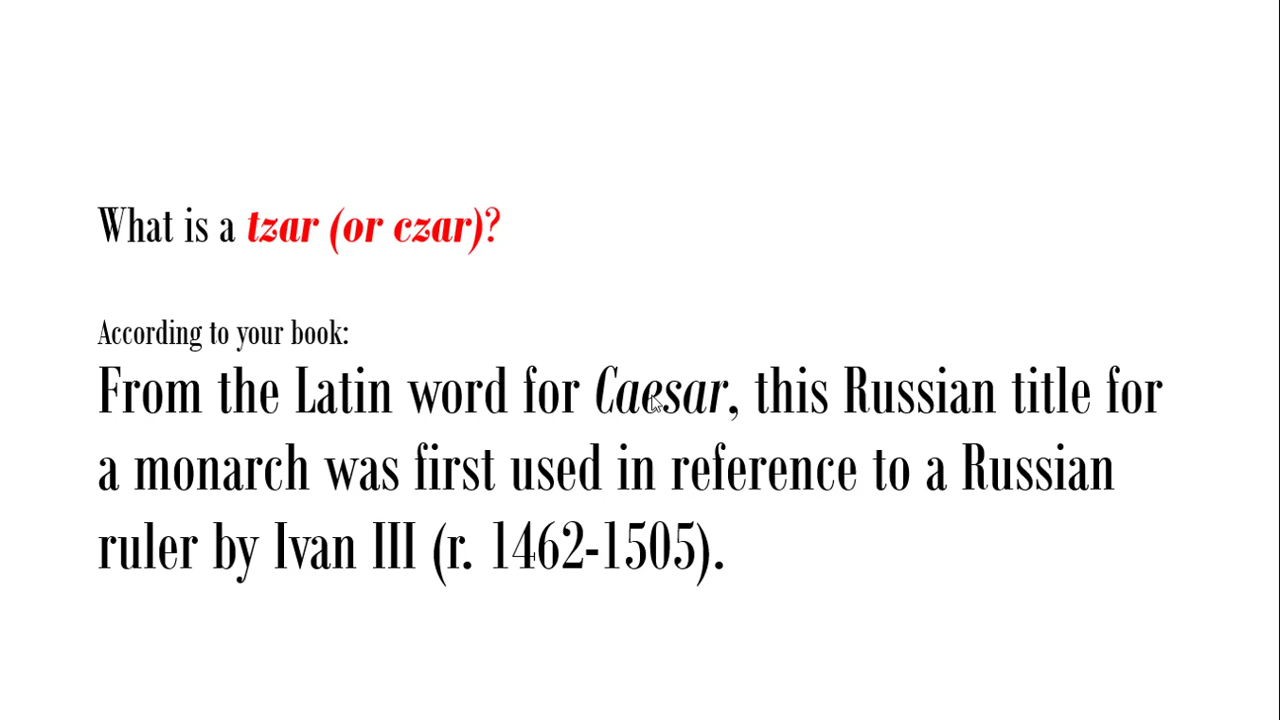 What is a tzar (or czar)?
According to your book:
From the Latin word for Caesar, this Russian title for
a monarch was first used in reference to a Russian
ruler by Ivan III (r. 1462-1505).